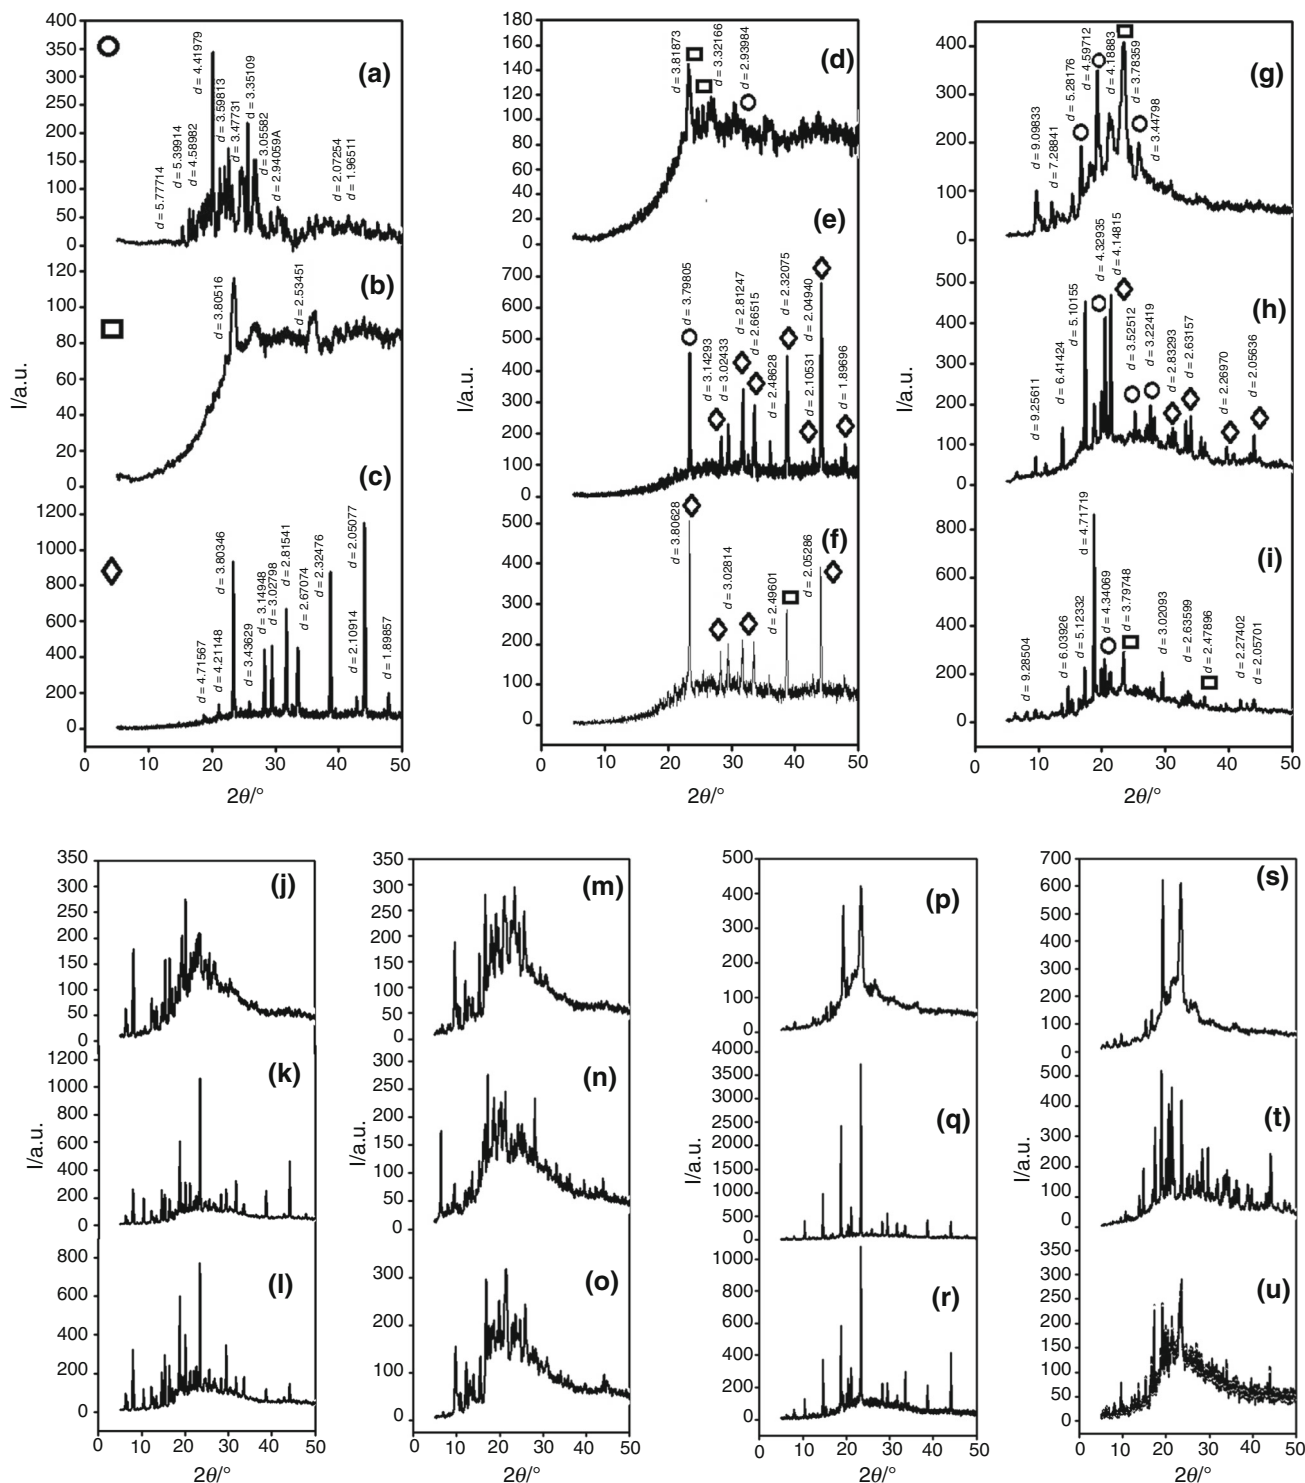 (a)
400
350
300
250
200
150
100
50
0
d = 5.77714
d = 5.39914
d = 4.58982
d = 4.41979
d = 3.59813
d = 3.47731
d = 3.35109
d = 3.05582
d = 2.94059A
d = 2.07254
d = 1.96511
(b)
120
100
80
60
40
20
0
d = 3.80516
d = 2.53451
I/a.u.
(c)
1200
1000
800
600
400
200
0
d = 4.71567
d = 4.21148
d = 3.80346
d = 3.43629
d = 3.14948
d = 3.02798
d = 2.81541
d = 2.67074
d = 2.32476
d = 2.10914
d = 2.05077
d = 1.89857
0 10 20 30 40 50
2θ/°
(d)
180
160
140
120
100
80
60
40
20
0
d = 3.81873
d = 3.32166
d = 2.93984
(e)
700
600
500
400
300
200
100
0
d = 3.79805
d = 3.14293
d = 3.02433
d = 2.81247
d = 2.66515
d = 2.48628
d = 2.32075
d = 2.10531
d = 2.04940
d = 1.89696
I/a.u.
(f)
500
400
300
200
100
0
d = 3.80628
d = 3.02814
d = 2.49601
d = 2.05286
0 10 20 30 40 50
2θ/°
(g)
400
300
200
100
0
d = 9.09833
d = 7.28841
d = 5.28176
d = 4.59712
d = 4.18883
d = 3.78359
d = 3.44798
(h)
500
400
300
200
100
0
d = 9.25611
d = 6.41424
d = 5.10155
d = 4.32935
d = 4.14815
d = 3.52512
d = 3.22419
d = 2.83293
d = 2.63157
d = 2.26970
d = 2.05636
I/a.u.
(i)
800
600
400
200
0
d = 9.28504
d = 6.03926
d = 5.12332
d = 4.71719
d = 4.34069
d = 3.79748
d = 3.02093
d = 2.63599
d = 2.47896
d = 2.27402
d = 2.05701
0 10 20 30 40 50
2θ/°
(j)
350
300
250
200
150
100
50
0
(k)
1200
1000
800
600
400
200
0
I/a.u.
(l)
800
600
400
200
0
0 10 20 30 40 50
2θ/°
(m)
350
300
250
200
150
100
50
0
(n)
300
250
200
150
100
50
0
I/a.u.
(o)
300
200
100
0
0 10 20 30 40 50
2θ/°
(p)
500
400
300
200
100
0
(q)
4000
3500
3000
2500
2000
1500
500
0
I/a.u.
(r)
1000
800
600
400
200
0
0 10 20 30 40 50
2θ/°
(s)
700
600
500
400
300
200
100
0
(t)
500
400
300
200
100
0
I/a.u.
(u)
350
300
250
200
150
100
50
0
0 10 20 30 40 50
2θ/°